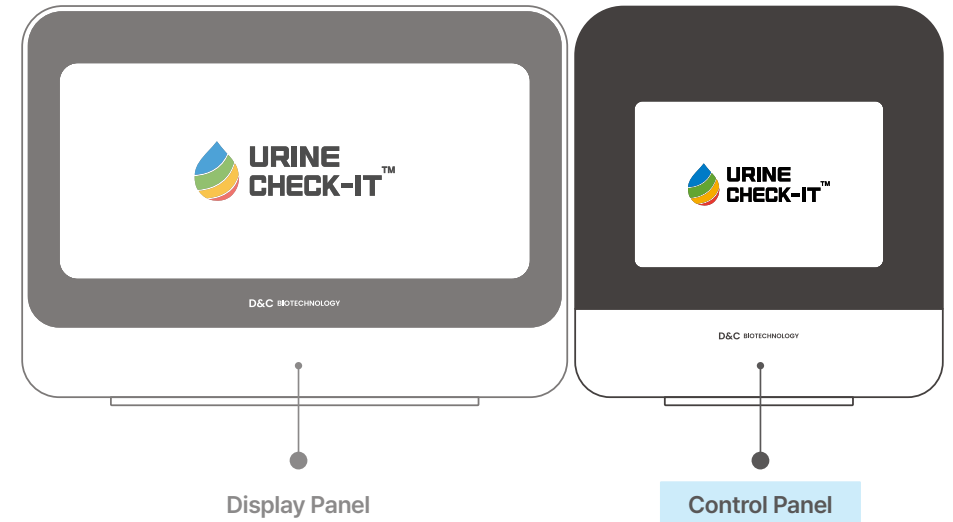 URINE
CHECK-IT™
D&C BIOTECHNOLOGY
Display Panel
URINE
CHECK-IT™
D&C BIOTECHNOLOGY
Control Panel